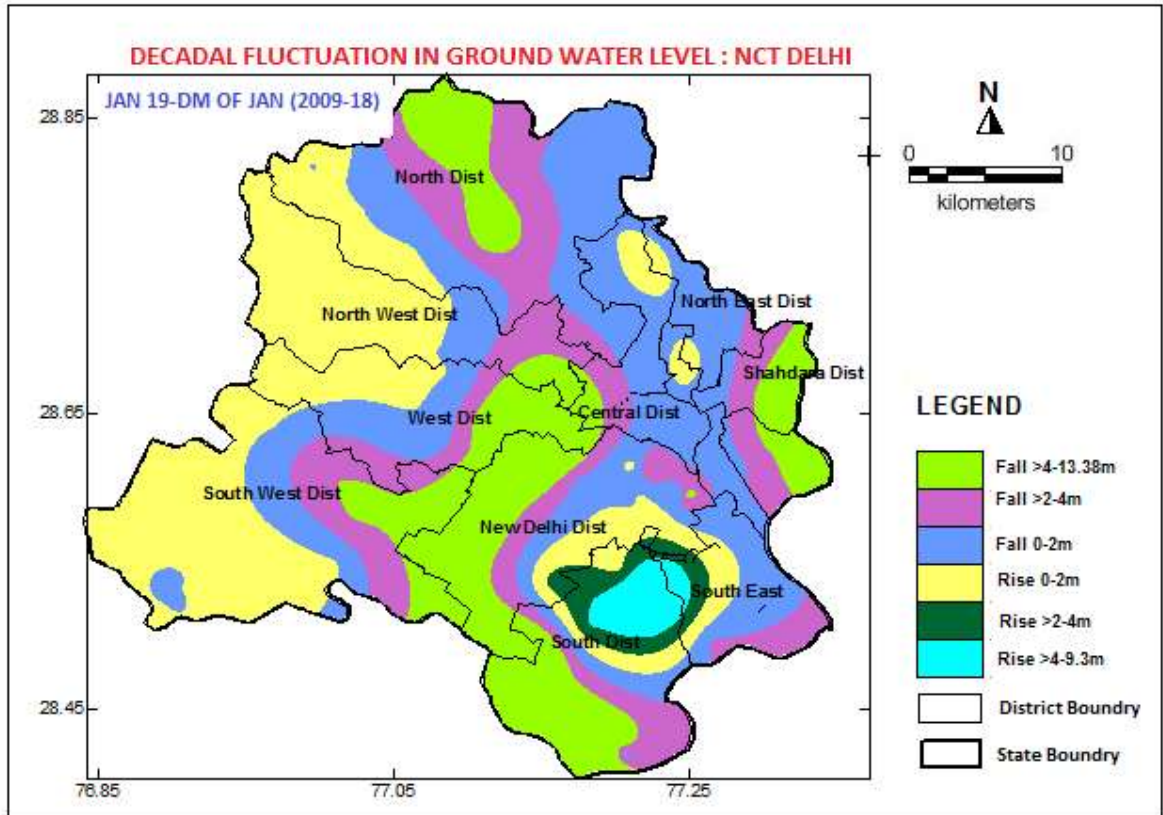 DECADAL FLUCTUATION IN GROUND WATER LEVEL : NCT DELHI
JAN 19-DM OF JAN (2009-18)
28.85
28.65
28.45
76.85
77.05
77.25
North Dist
North West Dist
North East Dist
Shahdara Dist
West Dist
Central Dist
South West Dist
New Delhi Dist
South East
South Dist
N
0 10
kilometers
LEGEND
Fall >4-13.38m
Fall >2-4m
Fall 0-2m
Rise 0-2m
Rise >2-4m
Rise >4-9.3m
District Boundry
State Boundry